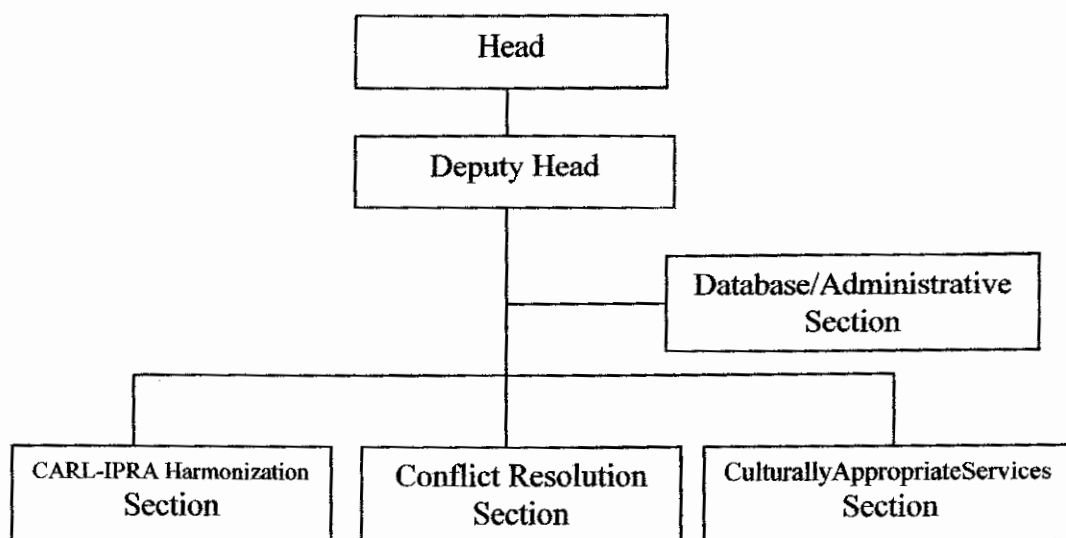 Head
Deputy Head
Database/Administrative
Section
CARL-IPRA Harmonization
Section
Conflict Resolution
Section
CulturallyAppropriateServices
Section